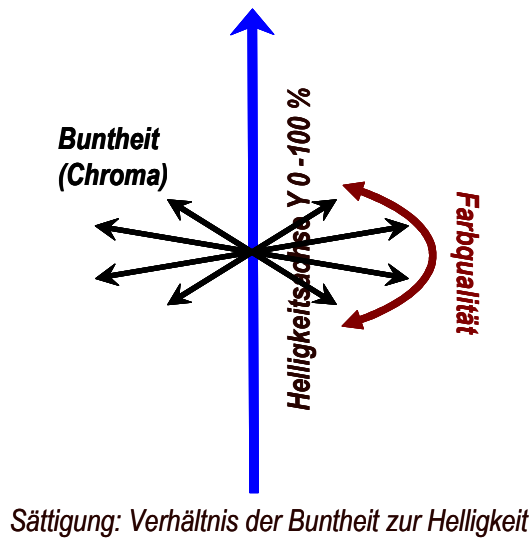 Buntheit
(Chroma)
Helligkeitsachse Y 0 -100 %
Farbqualität
Sättigung: Verhältnis der Buntheit zur Helligkeit